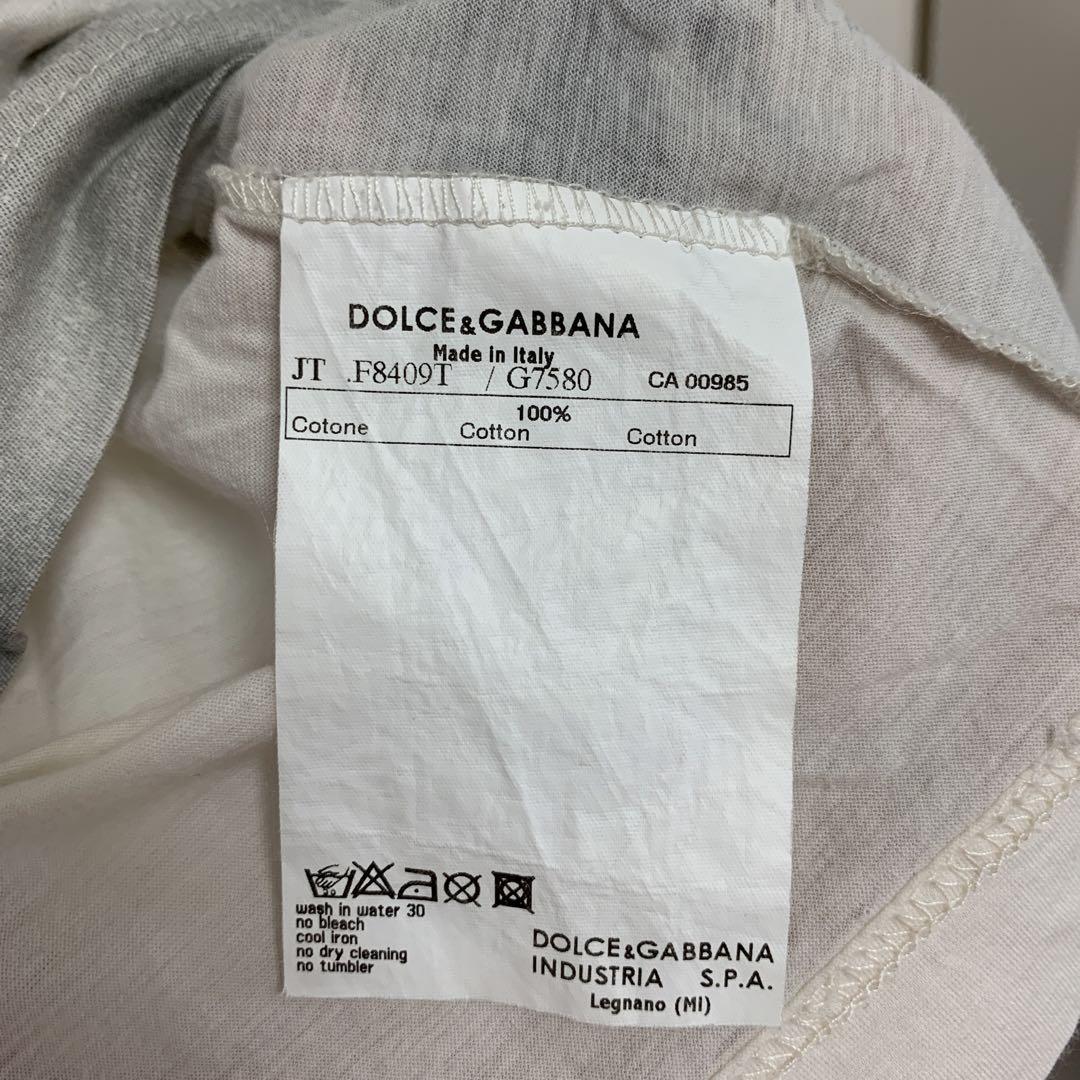 DOLCE&GABBANA
Made in Italy
JT .F8409T / G7580 CA 00985
100%
Cotone Cotton Cotton
30
wash in water 30
no bleach
cool iron
no dry cleaning
no tumbler
DOLCE&GABBANA
INDUSTRIA S.P.A.
Legnano (MI)